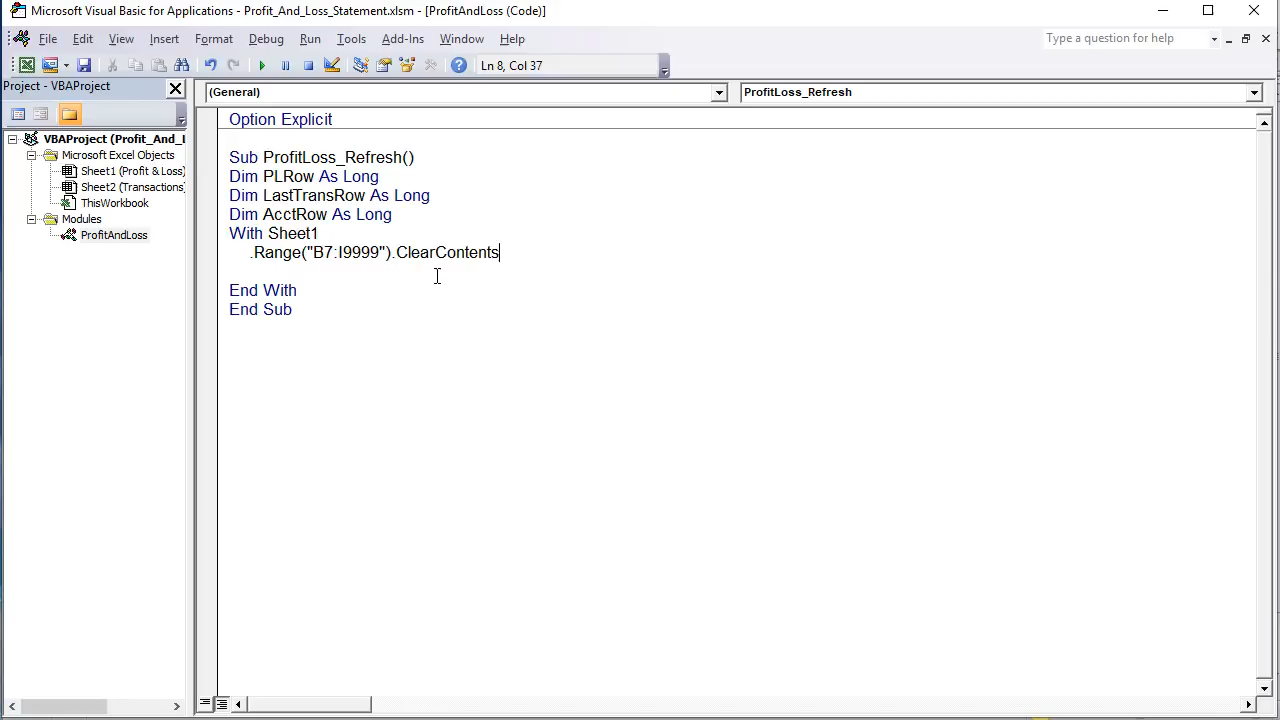 Microsoft Visual Basic for Applications - Profit_And_Loss_Statement.xlsm - [ProfitAndLoss (Code)]
File Edit View Insert Format Debug Run Tools Add-Ins Window Help
Type a question for help
Ln 8, Col 37
Project - VBAProject
(General)
ProfitLoss_Refresh
VBAProject (Profit_And_L
Microsoft Excel Objects
Sheet1 (Profit & Loss)
Sheet2 (Transactions)
ThisWorkbook
Modules
ProfitAndLoss
Option Explicit
Sub ProfitLoss_Refresh()
Dim PLRow As Long
Dim LastTransRow As Long
Dim AcctRow As Long
With Sheet1
.Range("B7:I9999").ClearContents
End With
End Sub